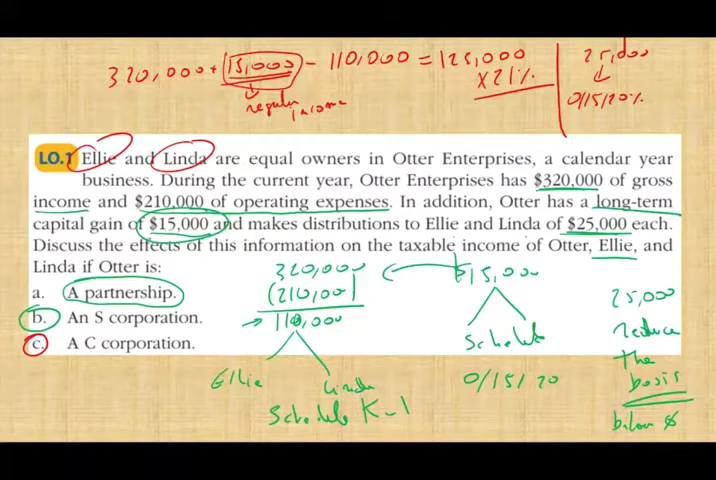 320,000 + 15,000 - 110,000 = 125,000
25,000
x 21%
regular
income
0/15/20%
LO.1 Ellie and Linda are equal owners in Otter Enterprises, a calendar year
business. During the current year, Otter Enterprises has $320,000 of gross
income and $210,000 of operating expenses. In addition, Otter has a long-term
capital gain of $15,000 and makes distributions to Ellie and Linda of $25,000 each.
Discuss the effects of this information on the taxable income of Otter, Ellie, and
Linda if Otter is:
320,000
$15,000
a. A partnership.
(210,00)
25,000
b. An S corporation.
110,000
reduce
c. A C corporation.
the
Ellie
Linda
0/15/20
basis
Schedule K-1
below $